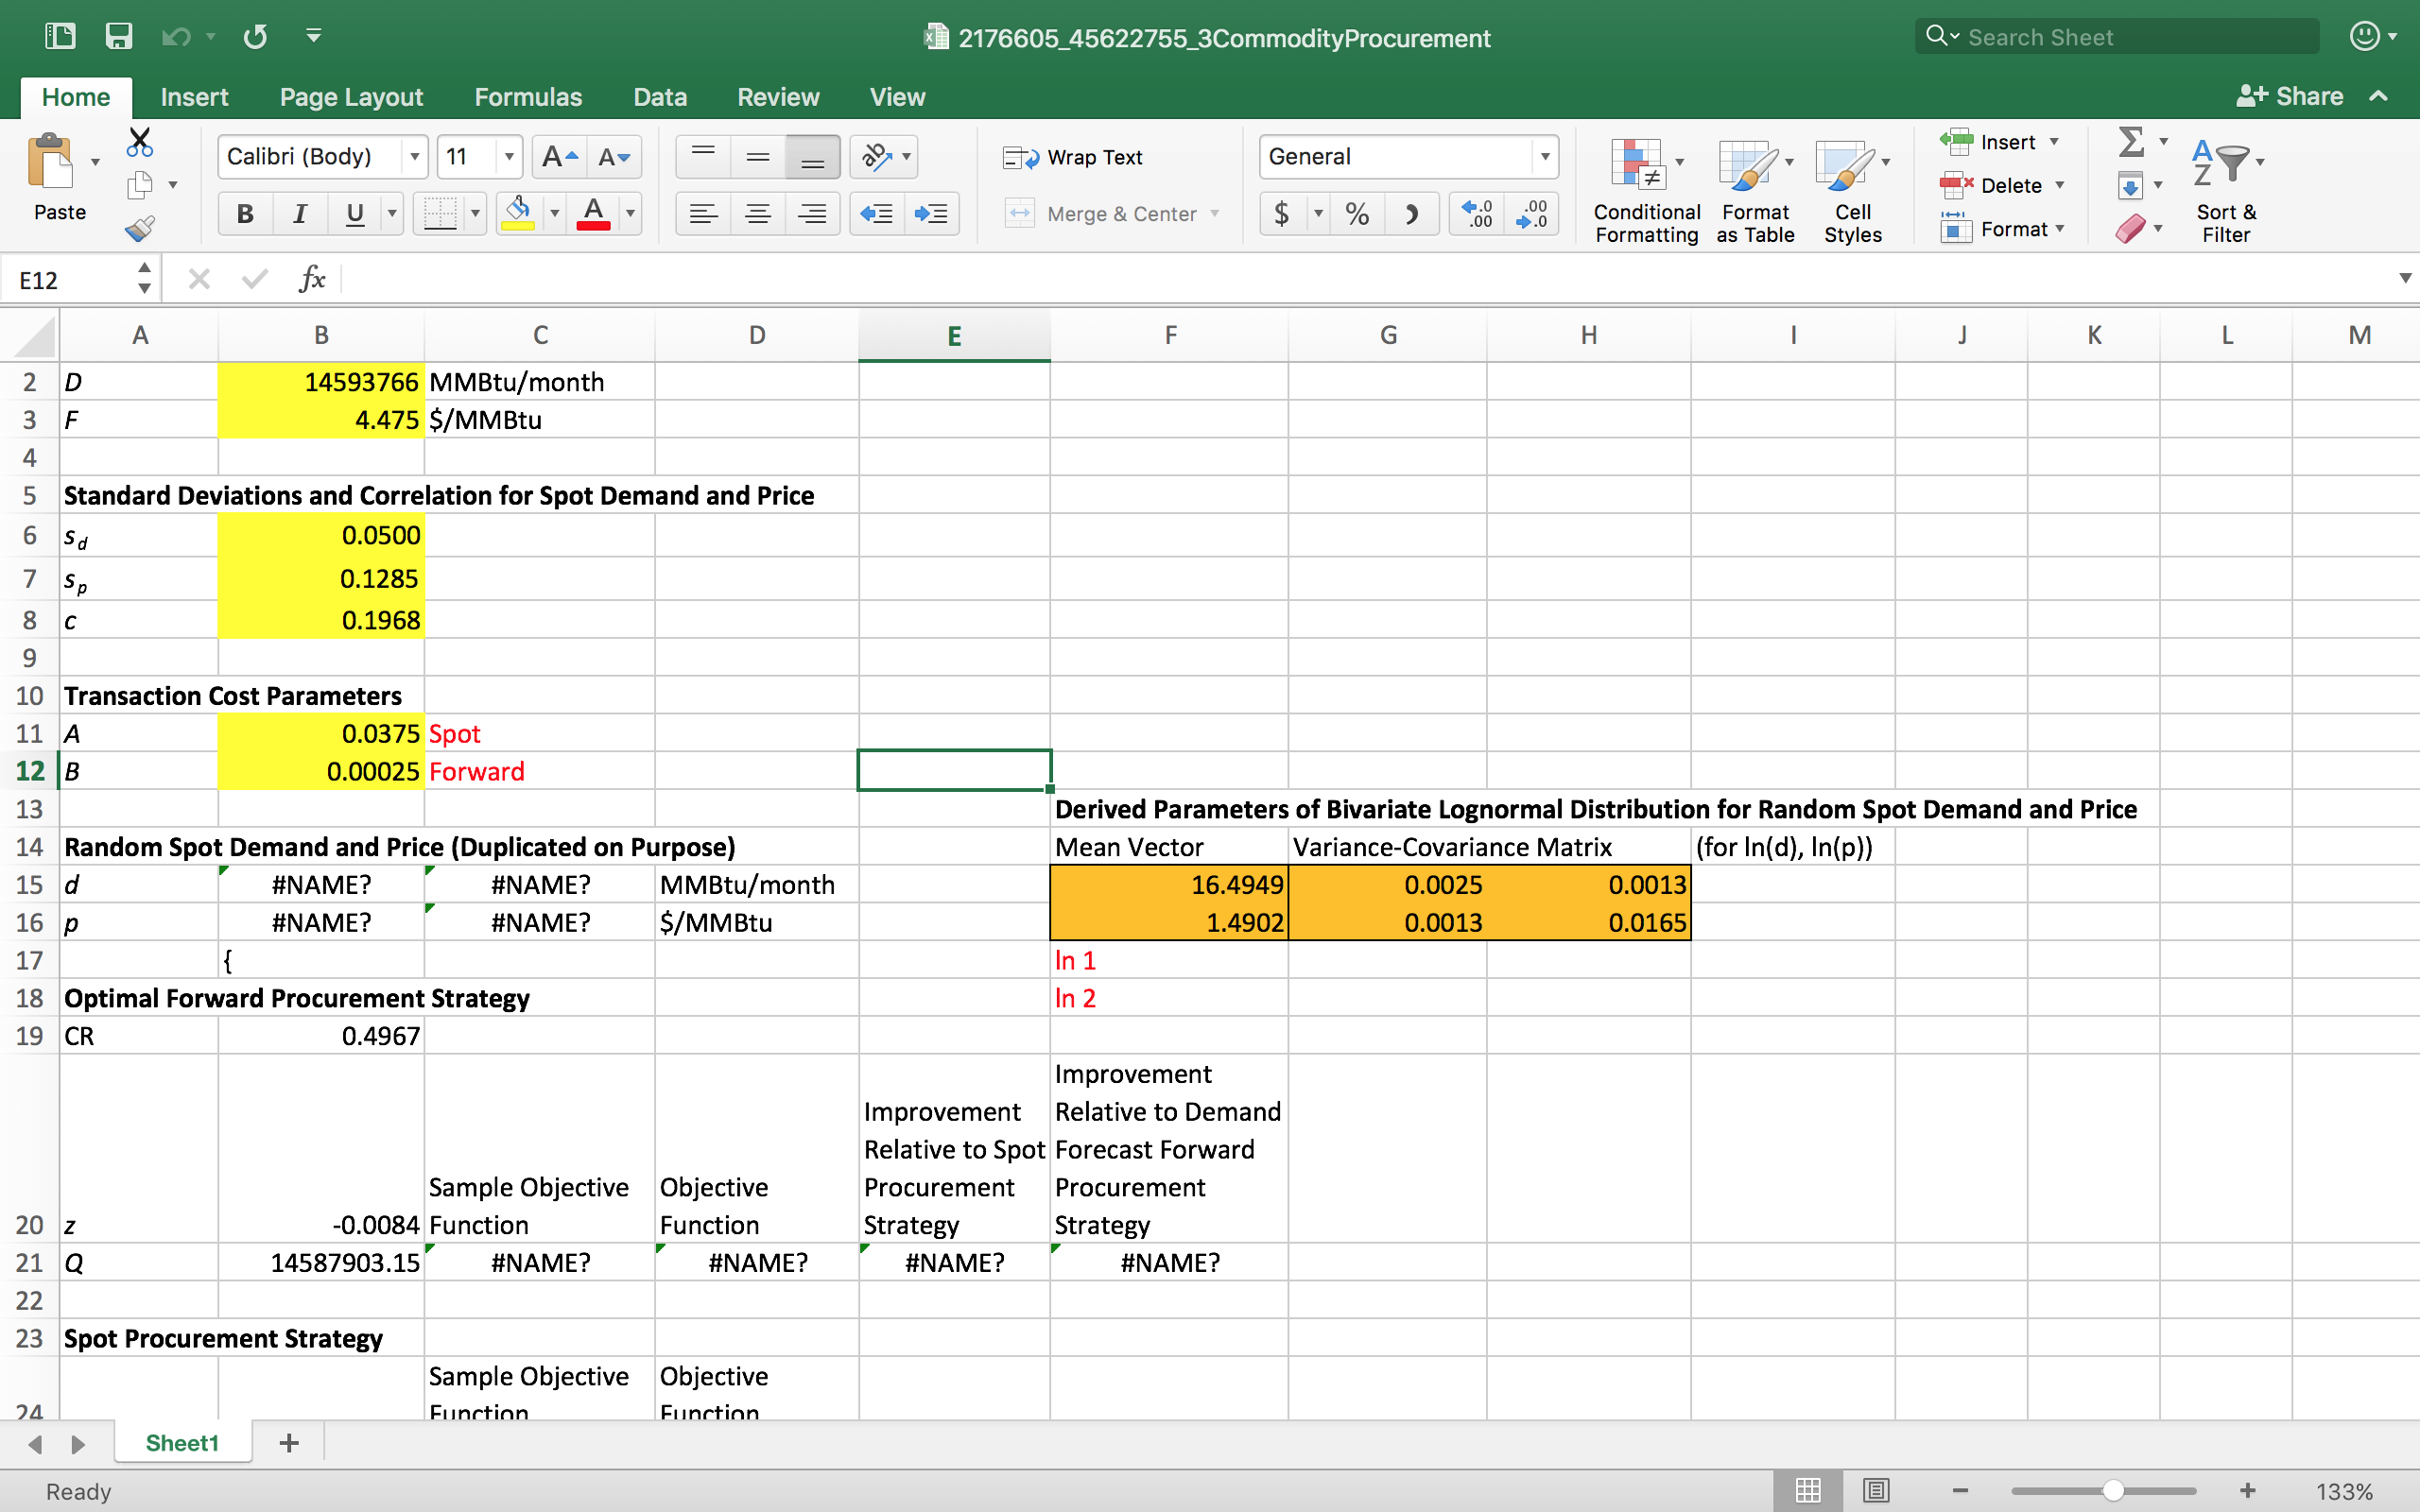 2176605_45622755_3CommodityProcurement
Search Sheet
Home Insert Page Layout Formulas Data Review View
Share
Paste
Calibri (Body) 11
Wrap Text
Merge & Center
General
Conditional Formatting
Format as Table
Cell Styles
Insert
Delete
Format
Sort & Filter
E12 fx
A B C D E F G H I J K L M
2 D 14593766 MMBtu/month
3 F 4.475 $/MMBtu
4
5 Standard Deviations and Correlation for Spot Demand and Price
6 sd 0.0500
7 sp 0.1285
8 c 0.1968
9
10 Transaction Cost Parameters
11 A 0.0375 Spot
12 B 0.00025 Forward
13 Derived Parameters of Bivariate Lognormal Distribution for Random Spot Demand and Price
14 Random Spot Demand and Price (Duplicated on Purpose) Mean Vector Variance-Covariance Matrix (for ln(d), ln(p))
15 d #NAME? #NAME? MMBtu/month 16.4949 0.0025 0.0013
16 p #NAME? #NAME? $/MMBtu 1.4902 0.0013 0.0165
17 { ln 1
18 Optimal Forward Procurement Strategy ln 2
19 CR 0.4967
20 z -0.0084 Sample Objective Function Objective Function Improvement Relative to Spot Procurement Strategy Improvement Relative to Demand Forecast Forward Procurement Strategy
21 Q 14587903.15 #NAME? #NAME? #NAME? #NAME?
22
23 Spot Procurement Strategy
24 Sample Objective Function Objective Function
Sheet1 +
Ready 133%